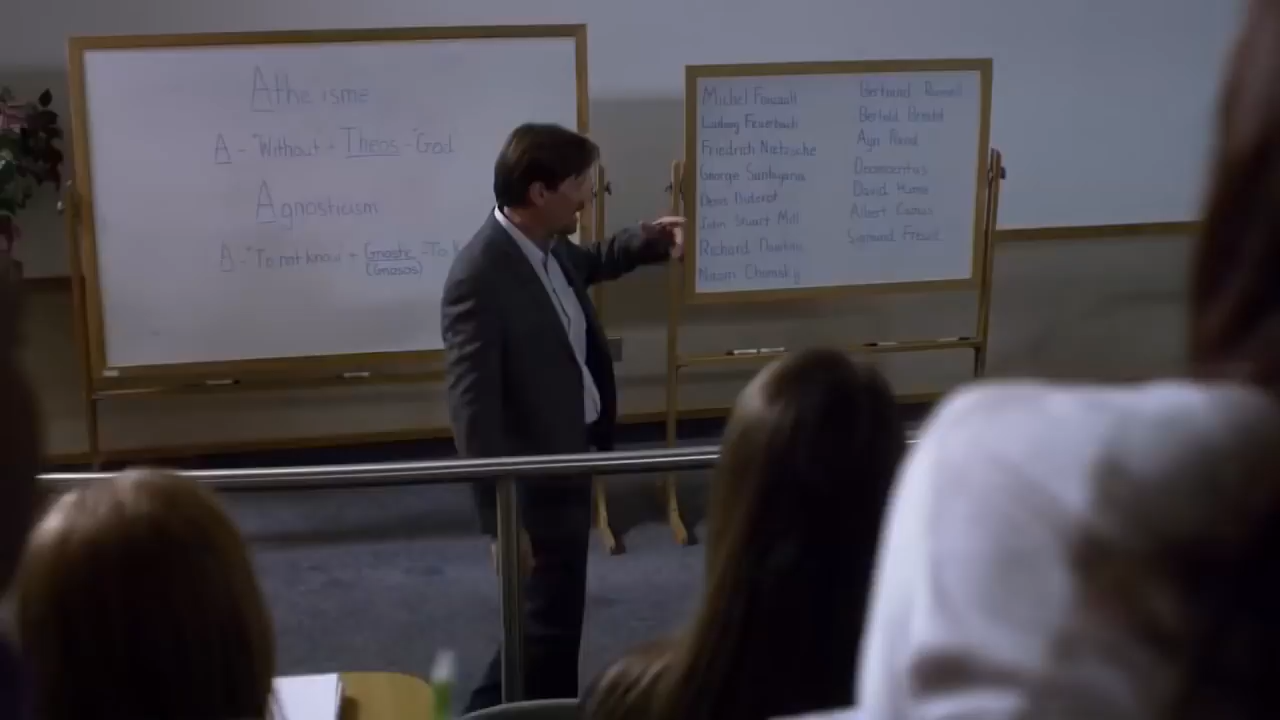 Atheisme
A - "Without + Theos - "God
Agnosticism
A - "To not know + Gnostic - To K
(Gnosos)
Michel Foucault
Ludwig Feuerbach
Friedrich Nietzsche
George Santayana
Denis Diderot
John Stuart Mill
Richard
Noam Chomsky
Bertrand Russell
Bertold Brecht
Ayn Rand
Democritus
David Hume
Albert Camus
Sigmund Freud